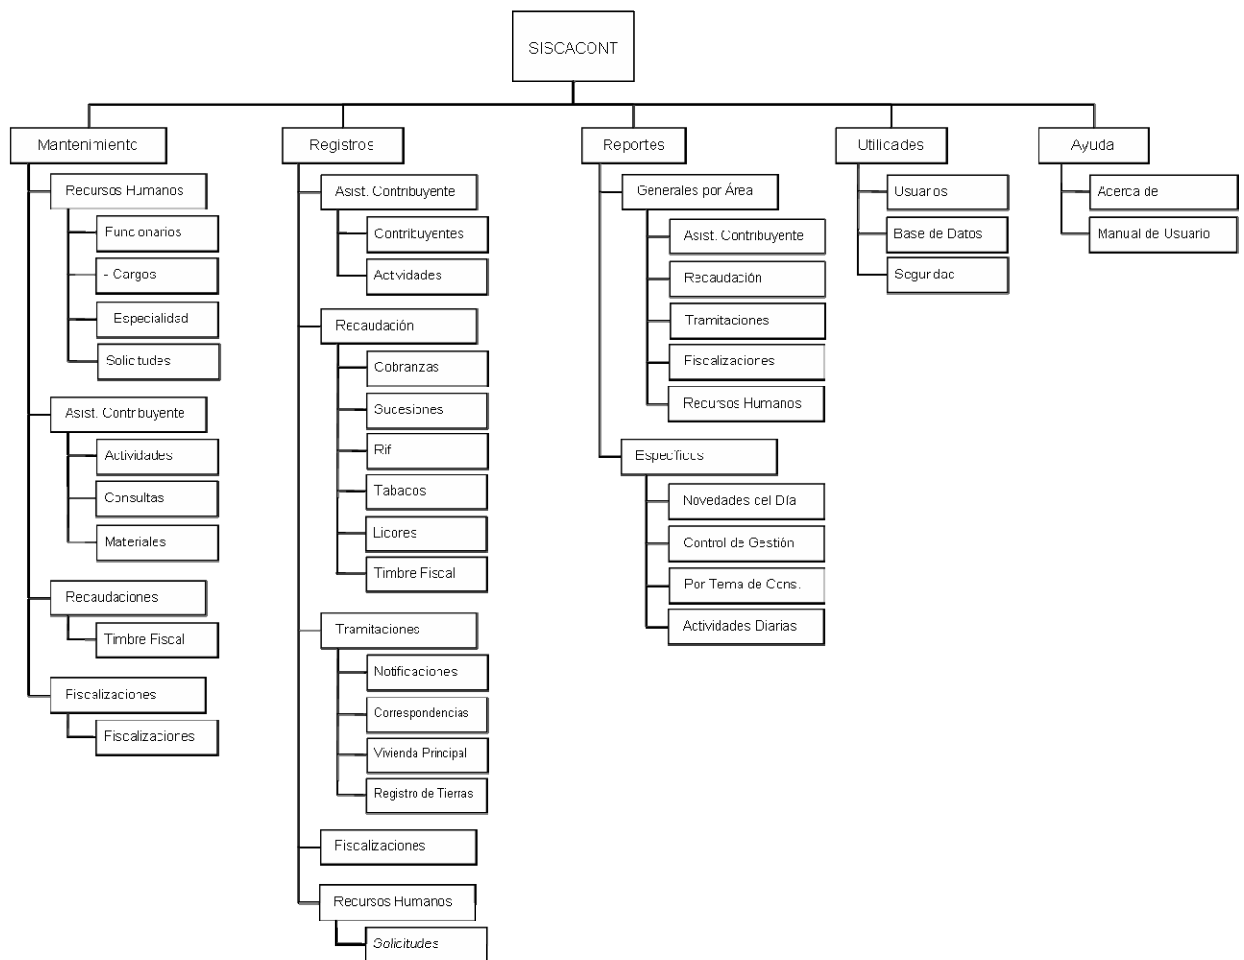 SISCACONT
Mantenimiento
Recursos Humanos
Funcionarios
- Cargos
Especialidad
Solicitudes
Asist. Contribuyente
Actividades
Consultas
Materiales
Recaudaciones
Timbre Fiscal
Fiscalizaciones
Fiscalizaciones
Registros
Asist. Contribuyente
Contribuyentes
Actividades
Recaudación
Cobranzas
Sucesiones
Rif
Tabacos
Licores
Timbre Fiscal
Tramitaciones
Notificaciones
Correspondencias
Vivienda Principal
Registro de Tierras
Fiscalizaciones
Recursos Humanos
Solicitudes
Reportes
Generales por Área
Asist. Contribuyente
Recaudación
Tramitaciones
Fiscalizaciones
Recursos Humanos
Específicos
Novedades del Día
Control de Gestión
Por Tema de Cons.
Actividades Diarias
Utilidades
Usuarios
Base de Datos
Seguridad
Ayuda
Acerca de
Manual de Usuario